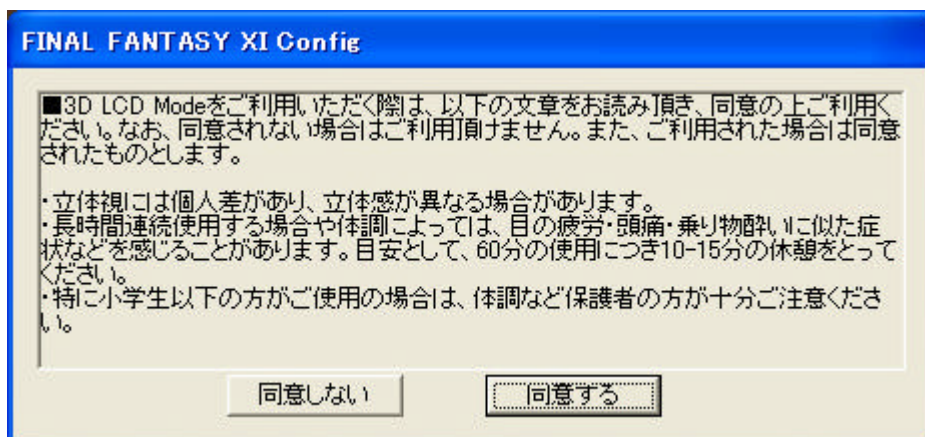 FINAL FANTASY XI Config
■3D LCD Modeをご利用いただく際は、以下の文章をお読み頂き、同意の上ご利用く
ださい。なお、同意されない場合はご利用頂けません。また、ご利用された場合は同意
されたものとします。
・立体視には個人差があり、立体感が異なる場合があります。
・長時間連続使用する場合や体調によっては、目の疲労・頭痛・乗り物酔いに似た症
状などを感じることがあります。目安として、60分の使用につき10-15分の休憩をとって
ください。
・特に小学生以下の方がご使用の場合は、体調など保護者の方が十分ご注意くださ
い。
同意しない
同意する